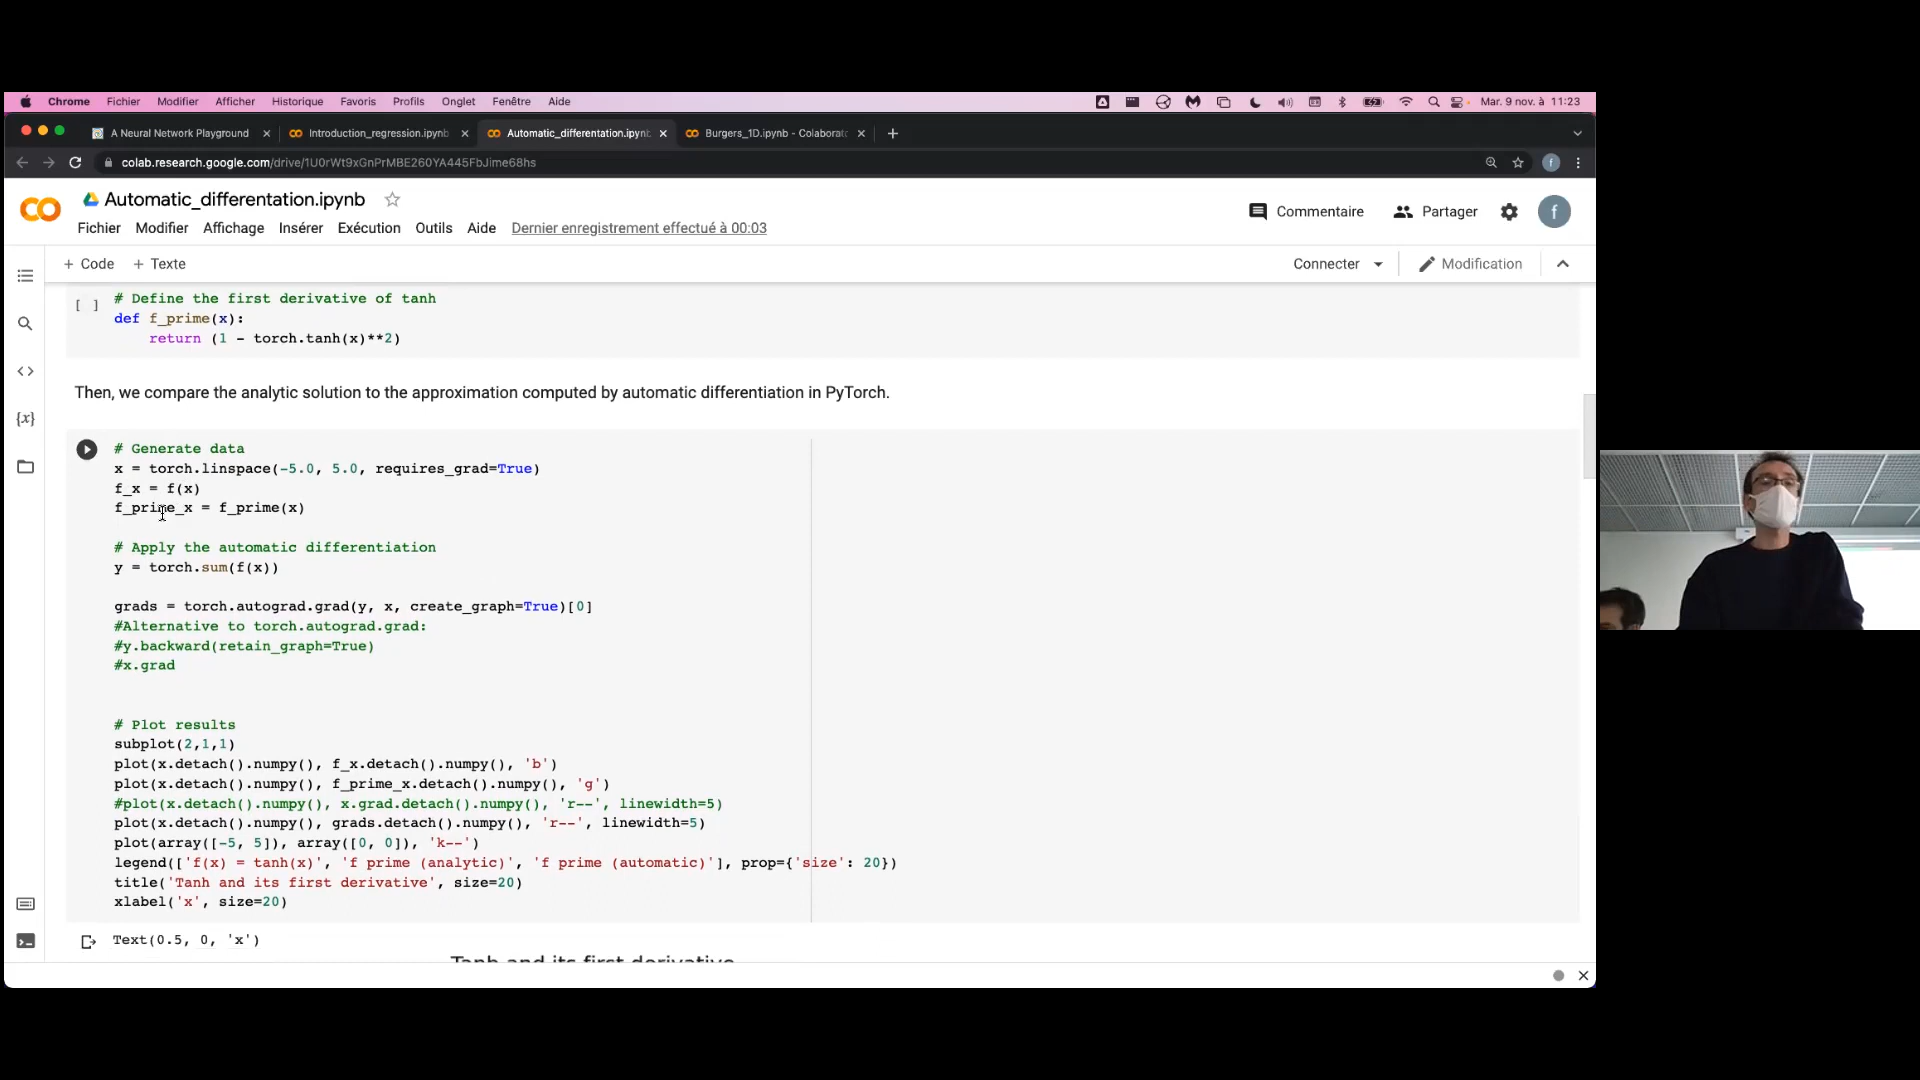 Chrome Fichier Modifier Afficher Historique Favoris Profils Onglet Fenêtre Aide Mar. 9 nov. à 11:23
A Neural Network Playground Introduction_regression.ipynb Automatic_differentation.ipynb Burgers_1D.ipynb - Colaborato
colab.research.google.com/drive/1U0rWt9xGnPrMBE260YA445FbJime68hs
Automatic_differentation.ipynb
Commentaire Partager f
Fichier Modifier Affichage Insérer Exécution Outils Aide Dernier enregistrement effectué à 00:03
+ Code + Texte Connecter Modification
[ ] # Define the first derivative of tanh
def f_prime(x):
return (1 - torch.tanh(x)**2)
Then, we compare the analytic solution to the approximation computed by automatic differentiation in PyTorch.
# Generate data
x = torch.linspace(-5.0, 5.0, requires_grad=True)
f_x = f(x)
f_prime_x = f_prime(x)
# Apply the automatic differentiation
y = torch.sum(f(x))
grads = torch.autograd.grad(y, x, create_graph=True)[0]
#Alternative to torch.autograd.grad:
#y.backward(retain_graph=True)
#x.grad
# Plot results
subplot(2,1,1)
plot(x.detach().numpy(), f_x.detach().numpy(), 'b')
plot(x.detach().numpy(), f_prime_x.detach().numpy(), 'g')
#plot(x.detach().numpy(), x.grad.detach().numpy(), 'r--', linewidth=5)
plot(x.detach().numpy(), grads.detach().numpy(), 'r--', linewidth=5)
plot(array([-5, 5]), array([0, 0]), 'k--')
legend(['f(x) = tanh(x)', 'f prime (analytic)', 'f prime (automatic)'], prop={'size': 20})
title('Tanh and its first derivative', size=20)
xlabel('x', size=20)
Text(0.5, 0, 'x')
Tanh and its first derivative